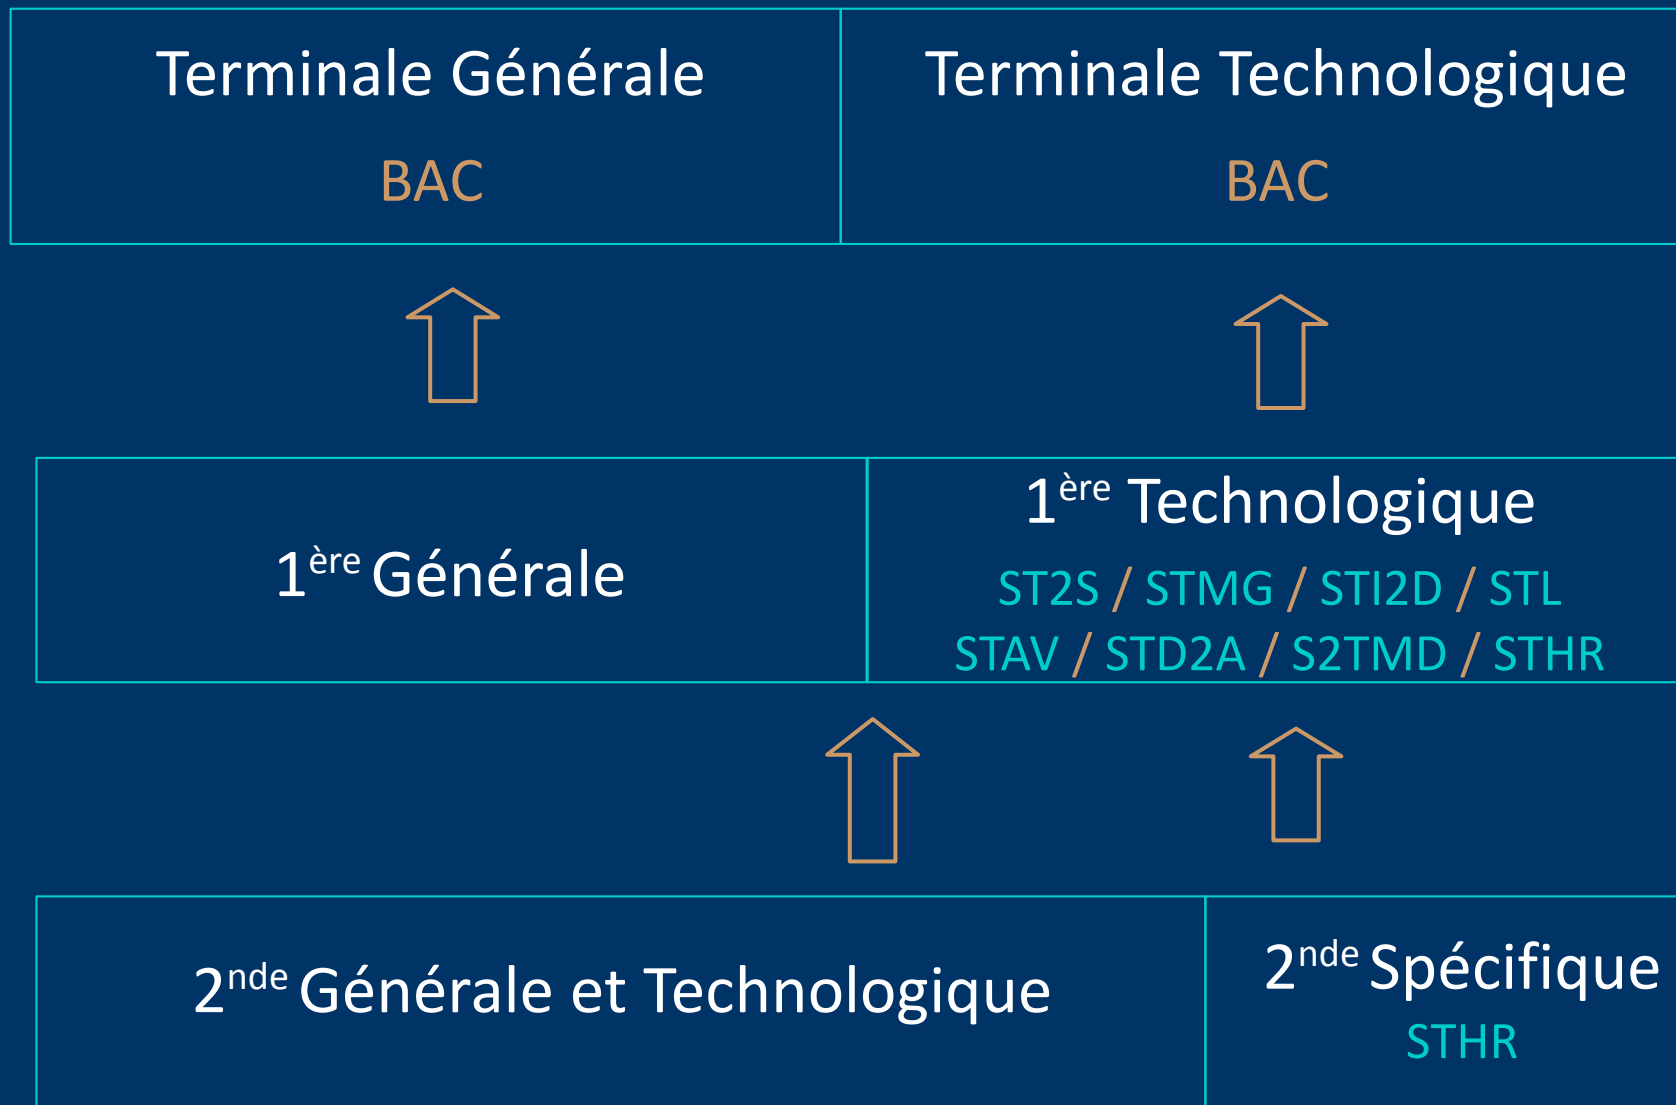 Terminale Générale
BAC
Terminale Technologique
BAC
1ère Générale
1ère Technologique
ST2S / STMG / STI2D / STL
STAV / STD2A / S2TMD / STHR
2nde Générale et Technologique
2nde Spécifique
STHR